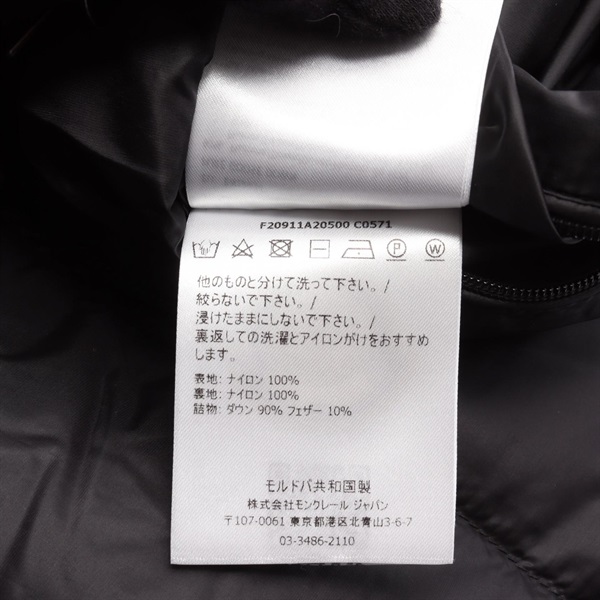 F20911A20500 C0571
P W
他のものと分けて洗って下さい。/
絞らないで下さい。/
浸けたままにしないで下さい。/
裏返しての洗濯とアイロンがけをおすすめ
します。
表地: ナイロン 100%
裏地: ナイロン 100%
詰物: ダウン 90% フェザー 10%
モルドバ共和国製
株式会社モンクレール ジャパン
〒107-0061 東京都港区北青山3-6-7
03-3486-2110